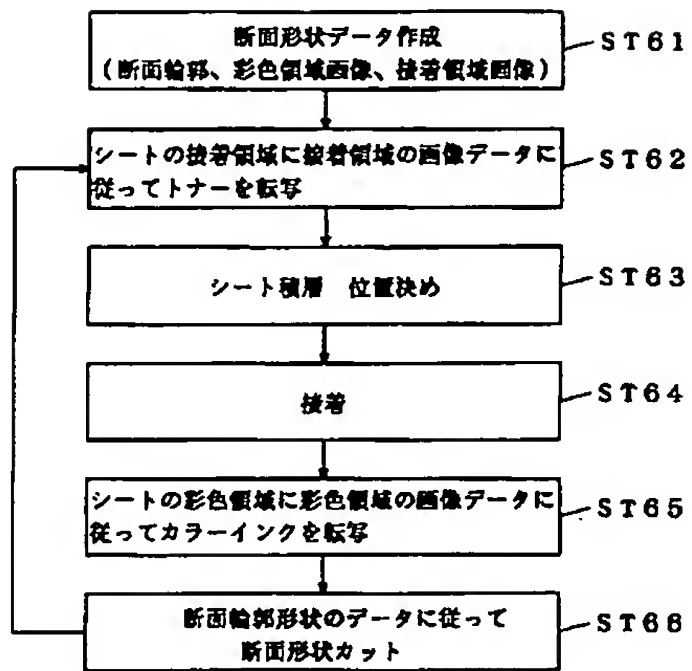 断面形状データ作成
(断面輪郭、彩色領域画像、接着領域画像)
ST61
シートの接着領域に接着領域の画像データに
従ってトナーを転写
ST62
シート積層 位置決め
ST63
接着
ST64
シートの彩色領域に彩色領域の画像データに
従ってカラーインクを転写
ST65
断面輪郭形状のデータに従って
断面形状カット
ST66